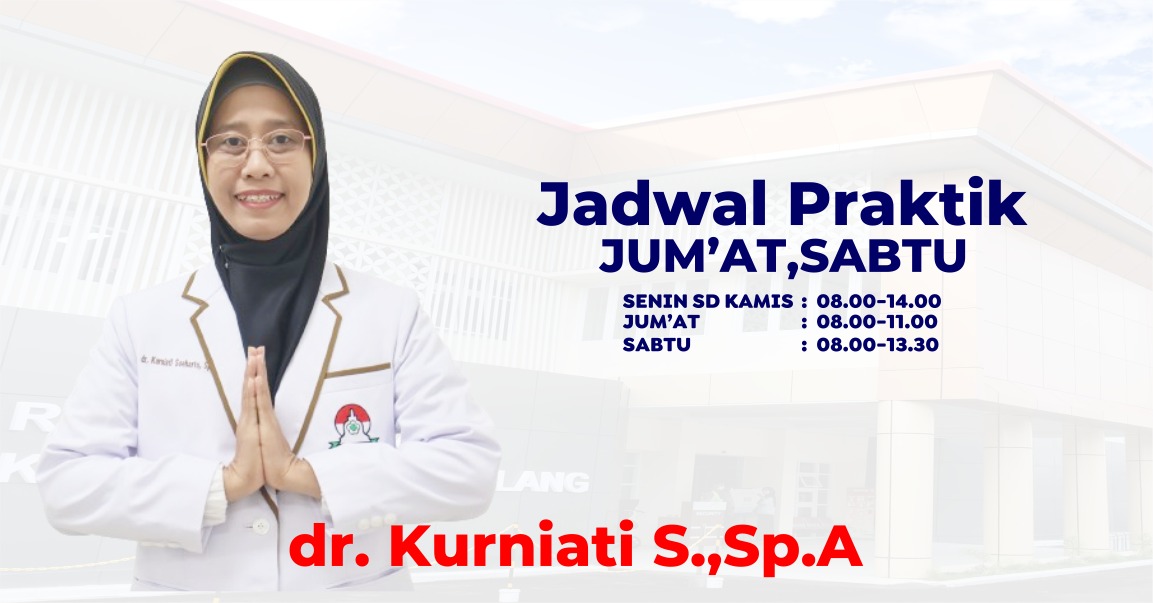 Jadwal Praktik
JUM'AT,SABTU
SENIN SD KAMIS : 08.00-14.00
JUM'AT : 08.00-11.00
SABTU : 08.00-13.30
LANG
dr. Kurniati S.,Sp.A